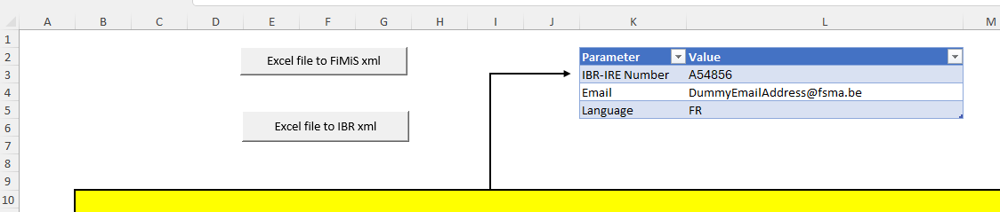 A B C D E F G H I J K L M
1
2 Excel file to FiMiS xml Parameter Value
3 IBR-IRE Number A54856
4 Email DummyEmailAddress@fsma.be
5 Language FR
6 Excel file to IBR xml
7
8
9
10